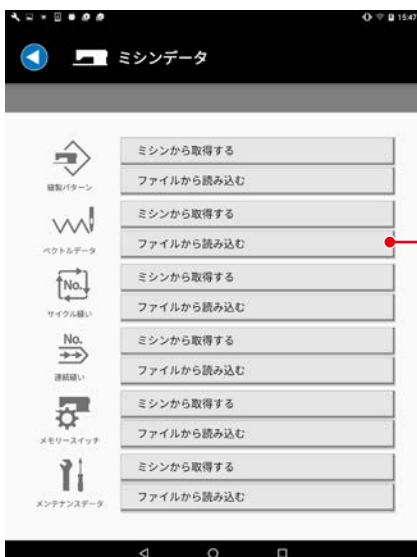 15:47
ミシンデータ
ミシンから取得する
ファイルから読み込む
縫製パターン
ミシンから取得する
ファイルから読み込む
ベクトルデータ
ミシンから取得する
No.
ファイルから読み込む
サイクル縫い
ミシンから取得する
No.
ファイルから読み込む
連続縫い
ミシンから取得する
ファイルから読み込む
メモリースイッチ
ミシンから取得する
ファイルから読み込む
メンテナンスデータ